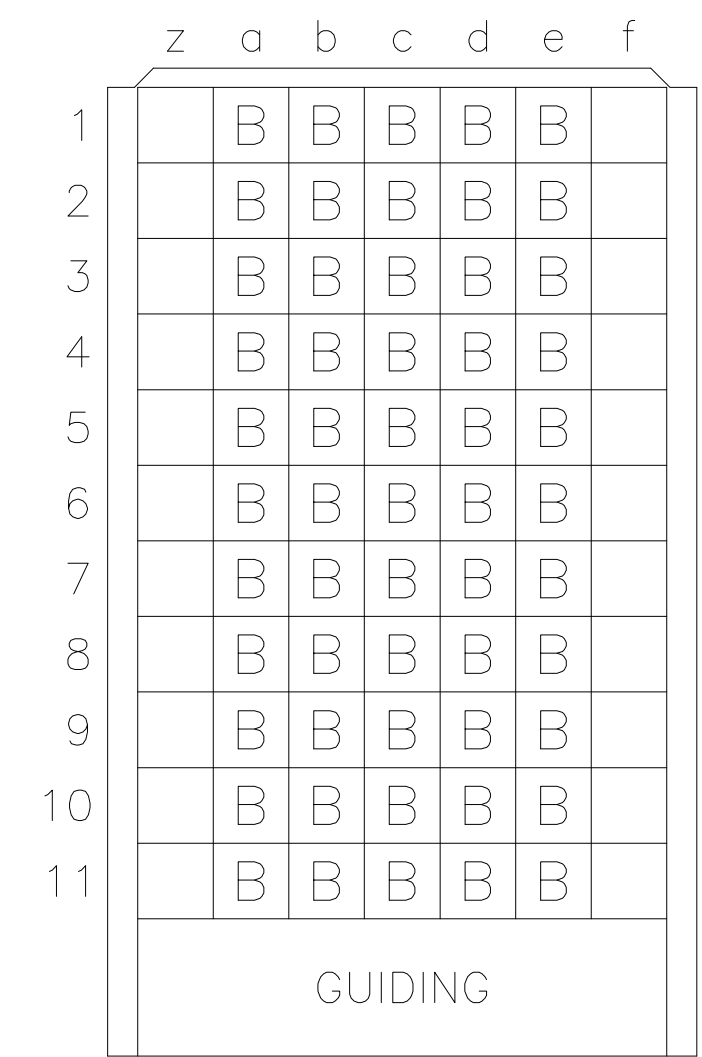 z a b c d e f
1 B B B B B
2 B B B B B
3 B B B B B
4 B B B B B
5 B B B B B
6 B B B B B
7 B B B B B
8 B B B B B
9 B B B B B
10 B B B B B
11 B B B B B
GUIDING